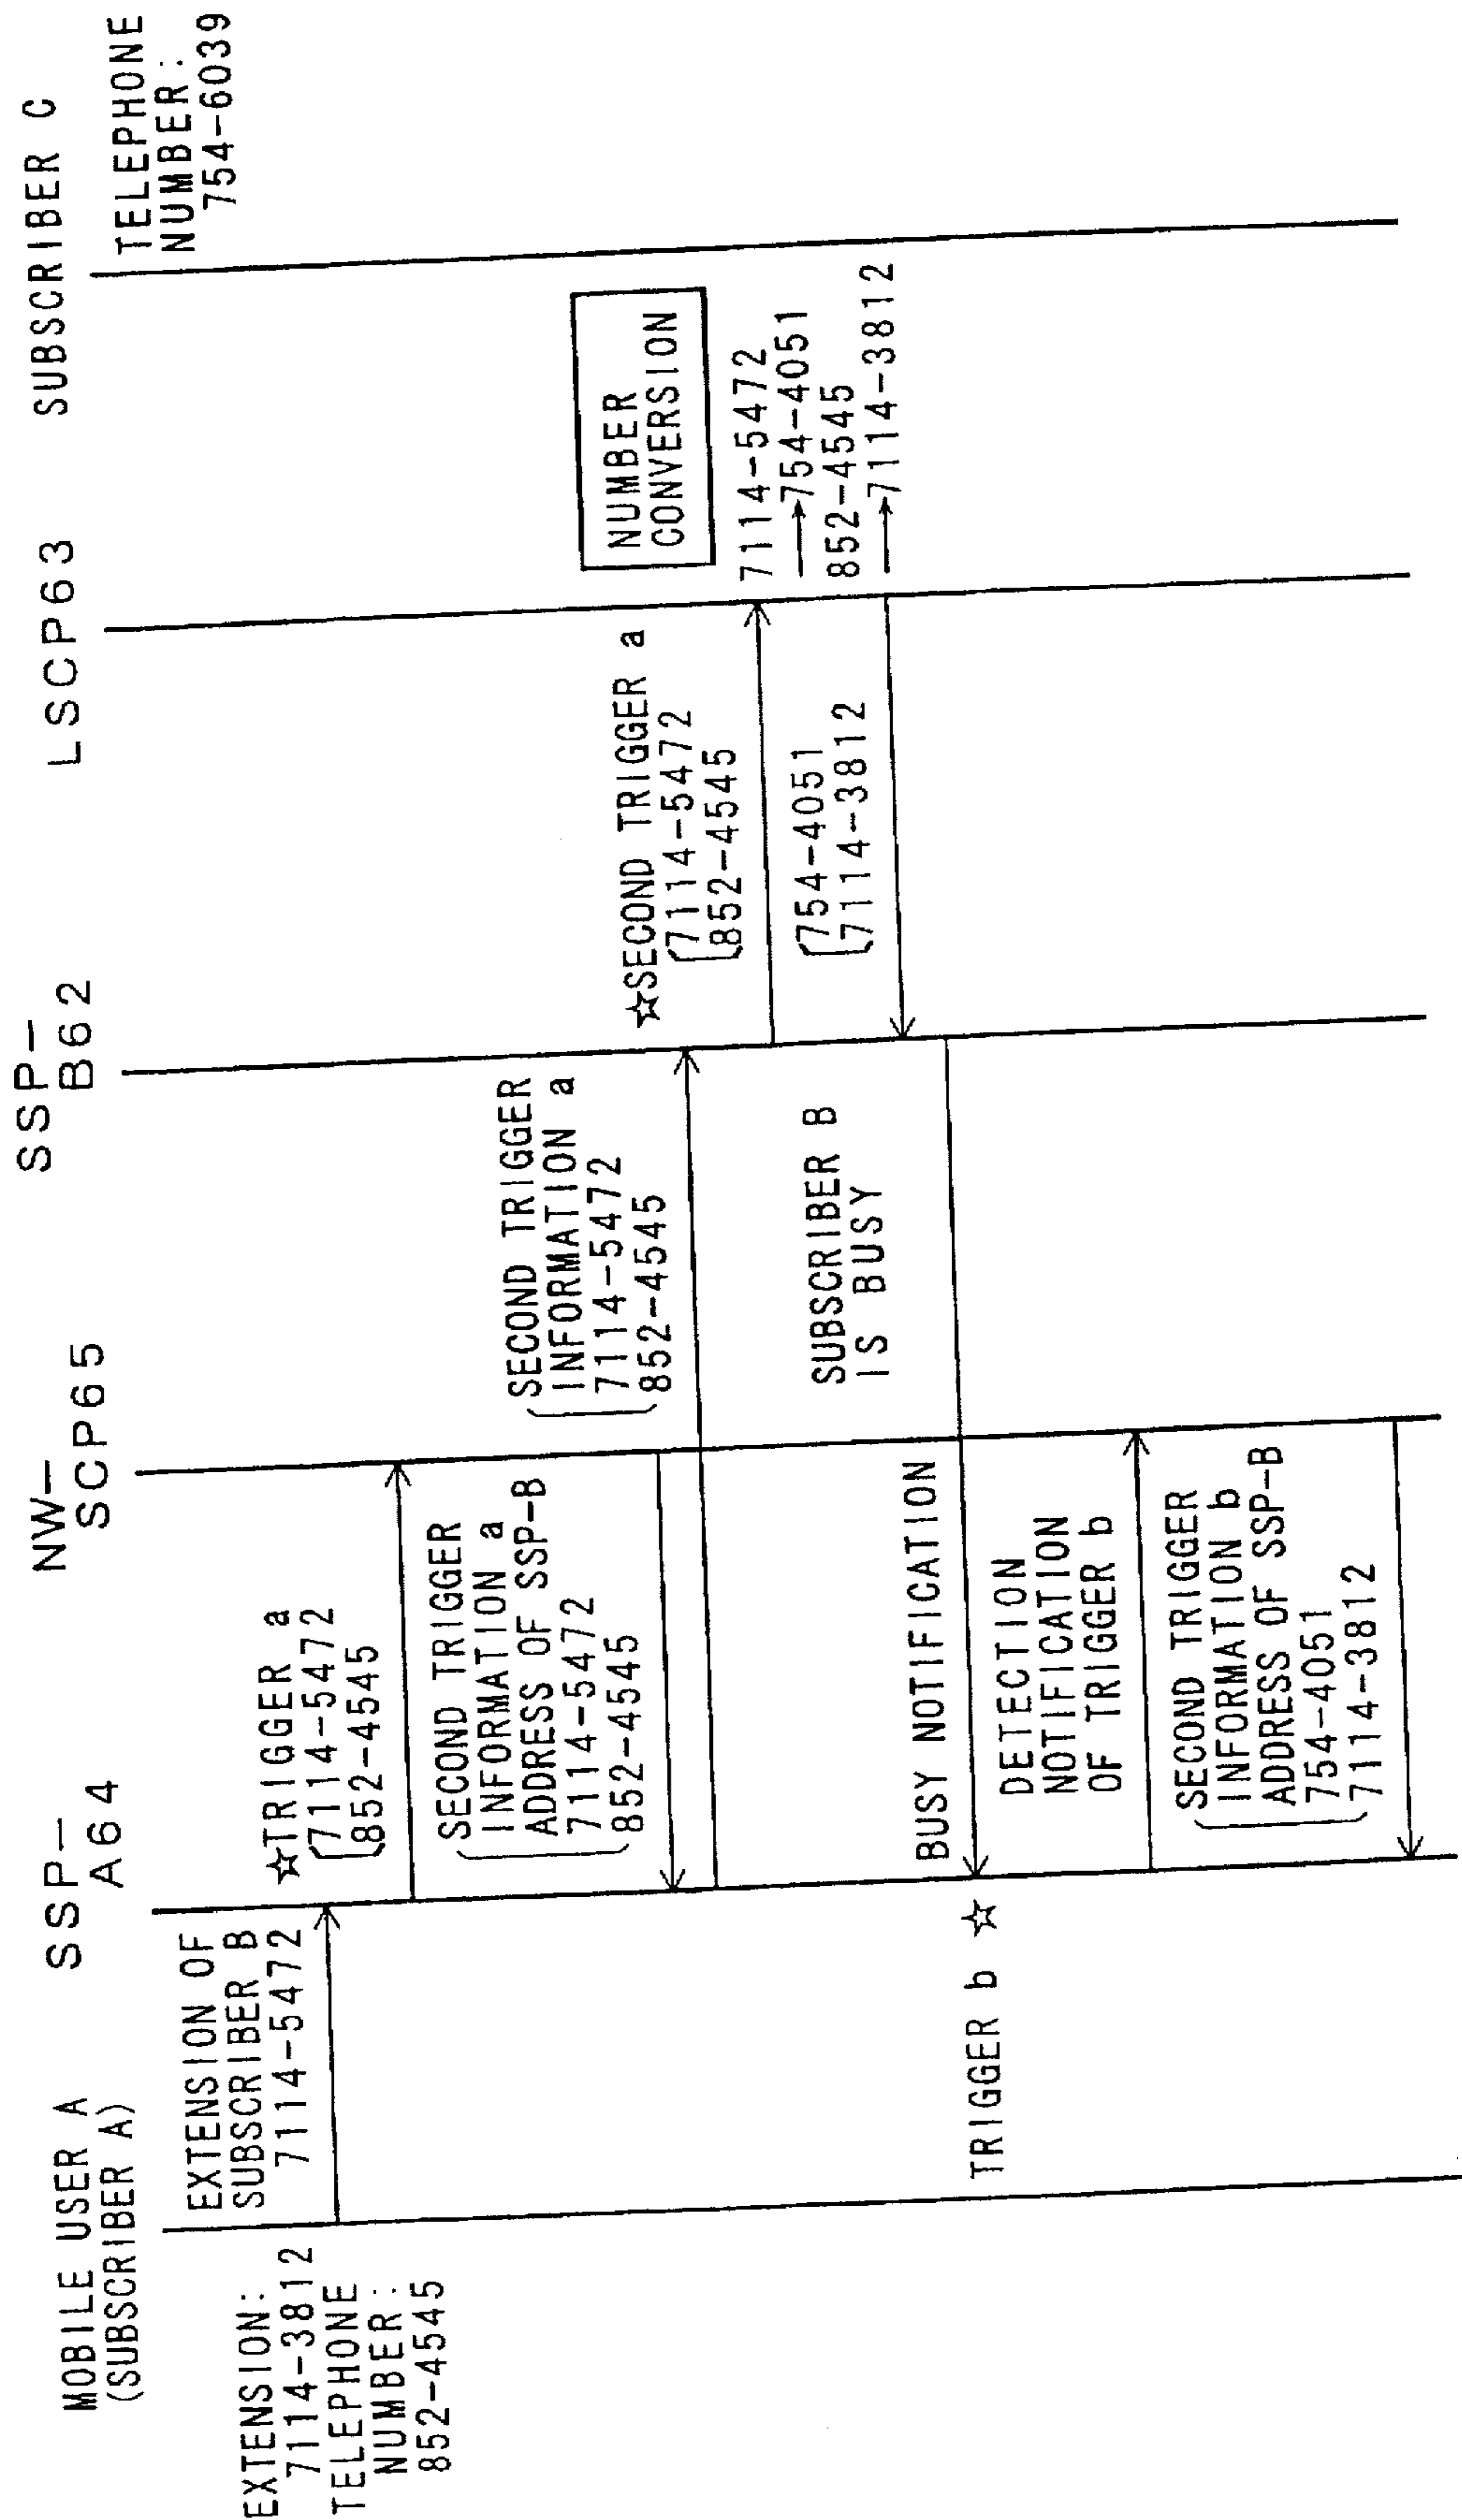 MOBILE USER A
(SUBSCRIBER A)
SSP-
A64
NW-
SCP65
SSP-
B62
LSCP63
SUBSCRIBER C
EXTENSION:
7114-3812
TELEPHONE
NUMBER:
852-4545
TELEPHONE
NUMBER:
754-6039
EXTENSION OF
SUBSCRIBER B
7114-5472
☆TRIGGER a
7114-5472
852-4545
SECOND TRIGGER
INFORMATION a
ADDRESS OF SSP-B
7114-5472
852-4545
SECOND TRIGGER
INFORMATION a
7114-5472
852-4545
☆SECOND TRIGGER a
7114-5472
852-4545
NUMBER
CONVERSION
7114-5472
→754-4051
852-4545
→7114-3812
754-4051
7114-3812
SUBSCRIBER B
IS BUSY
BUSY NOTIFICATION
TRIGGER b ☆
DETECTION
NOTIFICATION
OF TRIGGER b
SECOND TRIGGER
INFORMATION b
ADDRESS OF SSP-B
754-4051
7114-3812